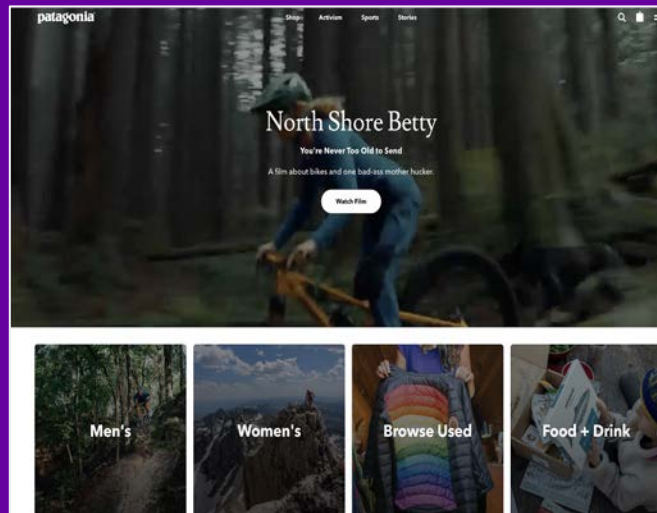 patagonia
Shop Activism Sports Stories
North Shore Betty
You're Never Too Old to Send
A film about bikes and one bad-ass mother hucker.
Watch Film
Men's Women's Browse Used Food + Drink